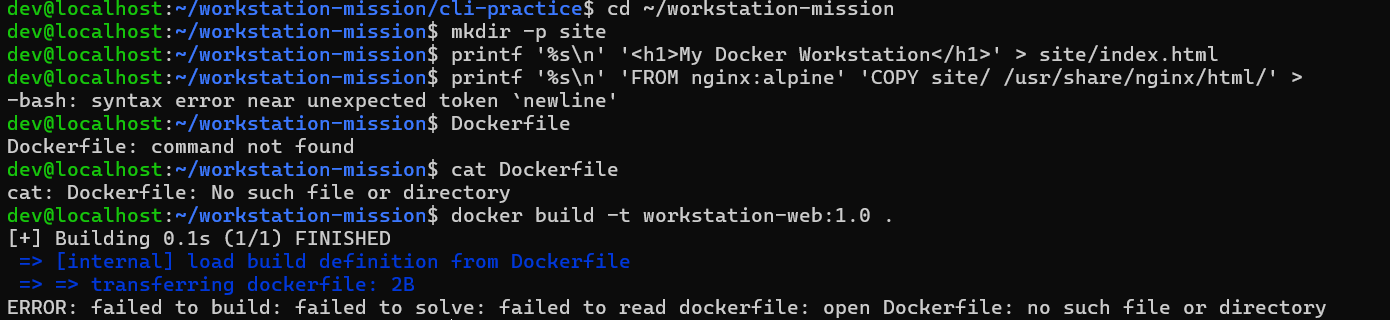 dev@localhost:~/workstation-mission/cli-practice$ cd ~/workstation-mission
dev@localhost:~/workstation-mission$ mkdir -p site
dev@localhost:~/workstation-mission$ printf '%s\n' '<h1>My Docker Workstation</h1>' > site/index.html
dev@localhost:~/workstation-mission$ printf '%s\n' 'FROM nginx:alpine' 'COPY site/ /usr/share/nginx/html/' >
-bash: syntax error near unexpected token `newline'
dev@localhost:~/workstation-mission$ Dockerfile
Dockerfile: command not found
dev@localhost:~/workstation-mission$ cat Dockerfile
cat: Dockerfile: No such file or directory
dev@localhost:~/workstation-mission$ docker build -t workstation-web:1.0 .
[+] Building 0.1s (1/1) FINISHED
 => [internal] load build definition from Dockerfile
 => => transferring dockerfile: 2B
ERROR: failed to build: failed to solve: failed to read dockerfile: open Dockerfile: no such file or directory